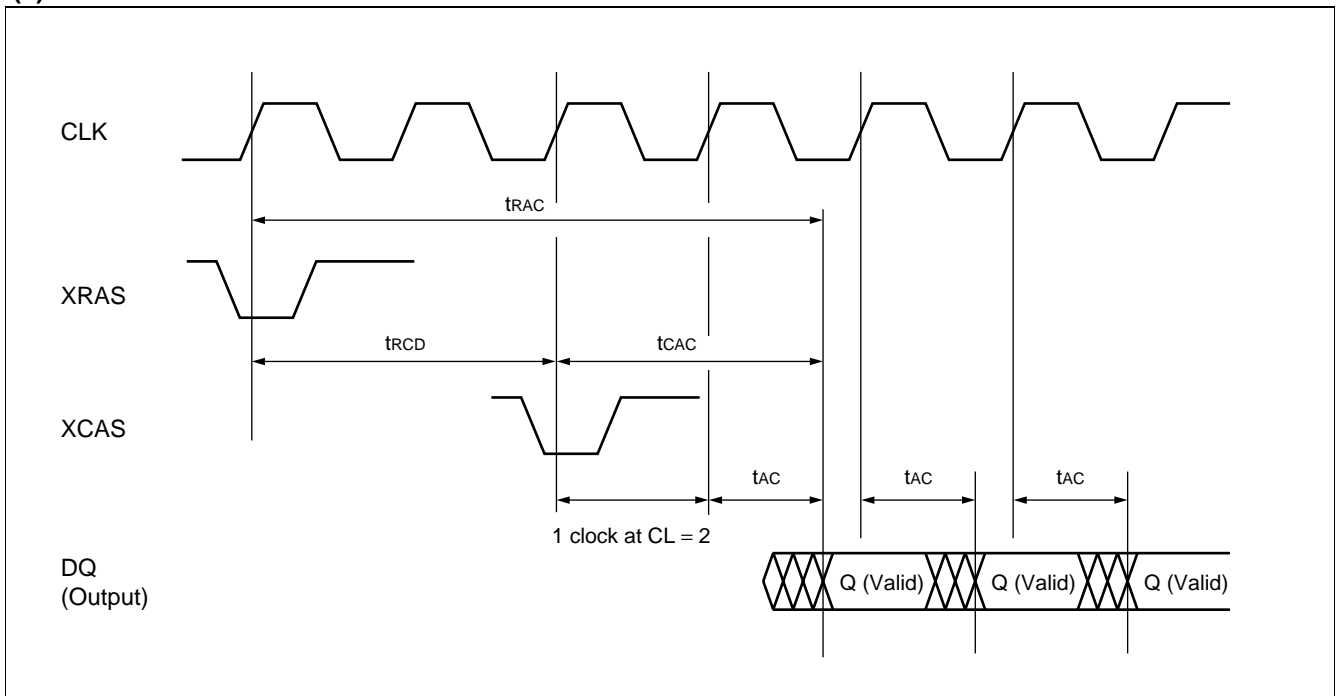 CLK
tRAC
XRAS
tRCD
tCAC
XCAS
tAC
tAC
tAC
1 clock at CL = 2
DQ
(Output)
Q (Valid)
Q (Valid)
Q (Valid)